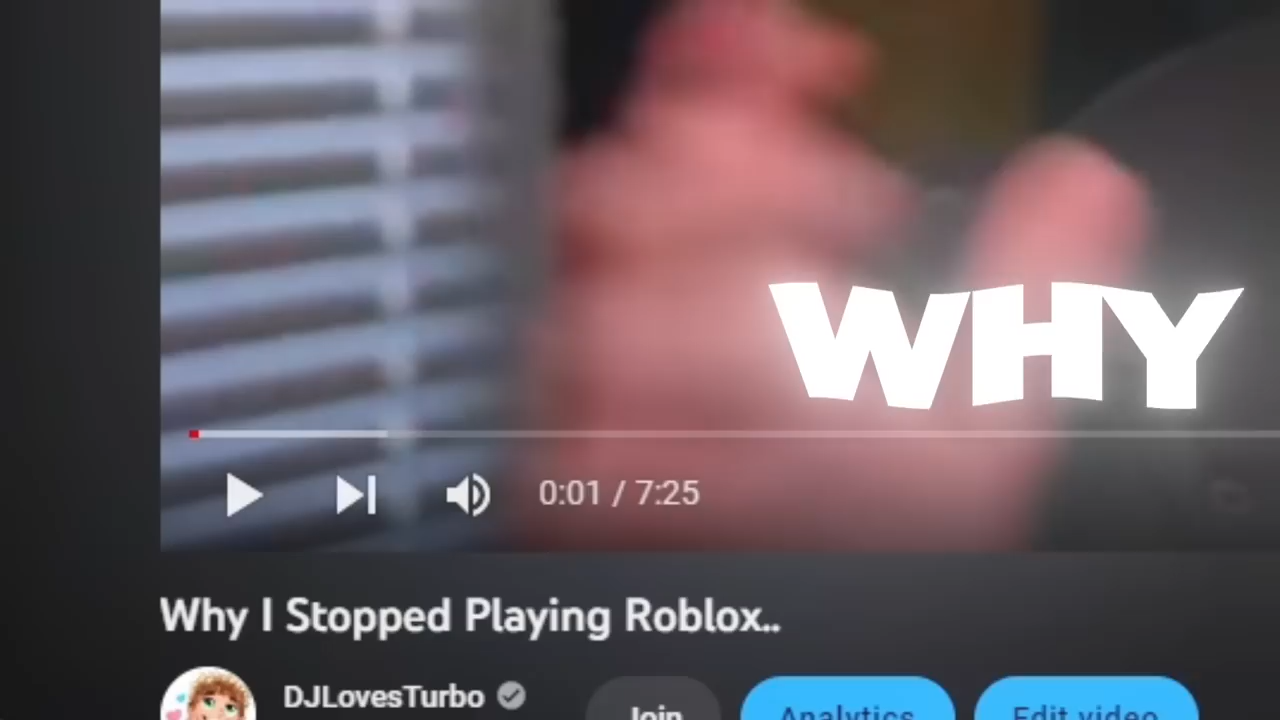 WHY
0:01 / 7:25
Why I Stopped Playing Roblox..
DJLovesTurbo
Join
Analytics
Edit video